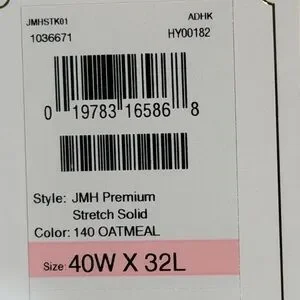 JMHSTK01 ADHK
1036671 HY00182
0 19783 16586 8
Style: JMH Premium
Stretch Solid
Color: 140 OATMEAL
Size: 40W X 32L